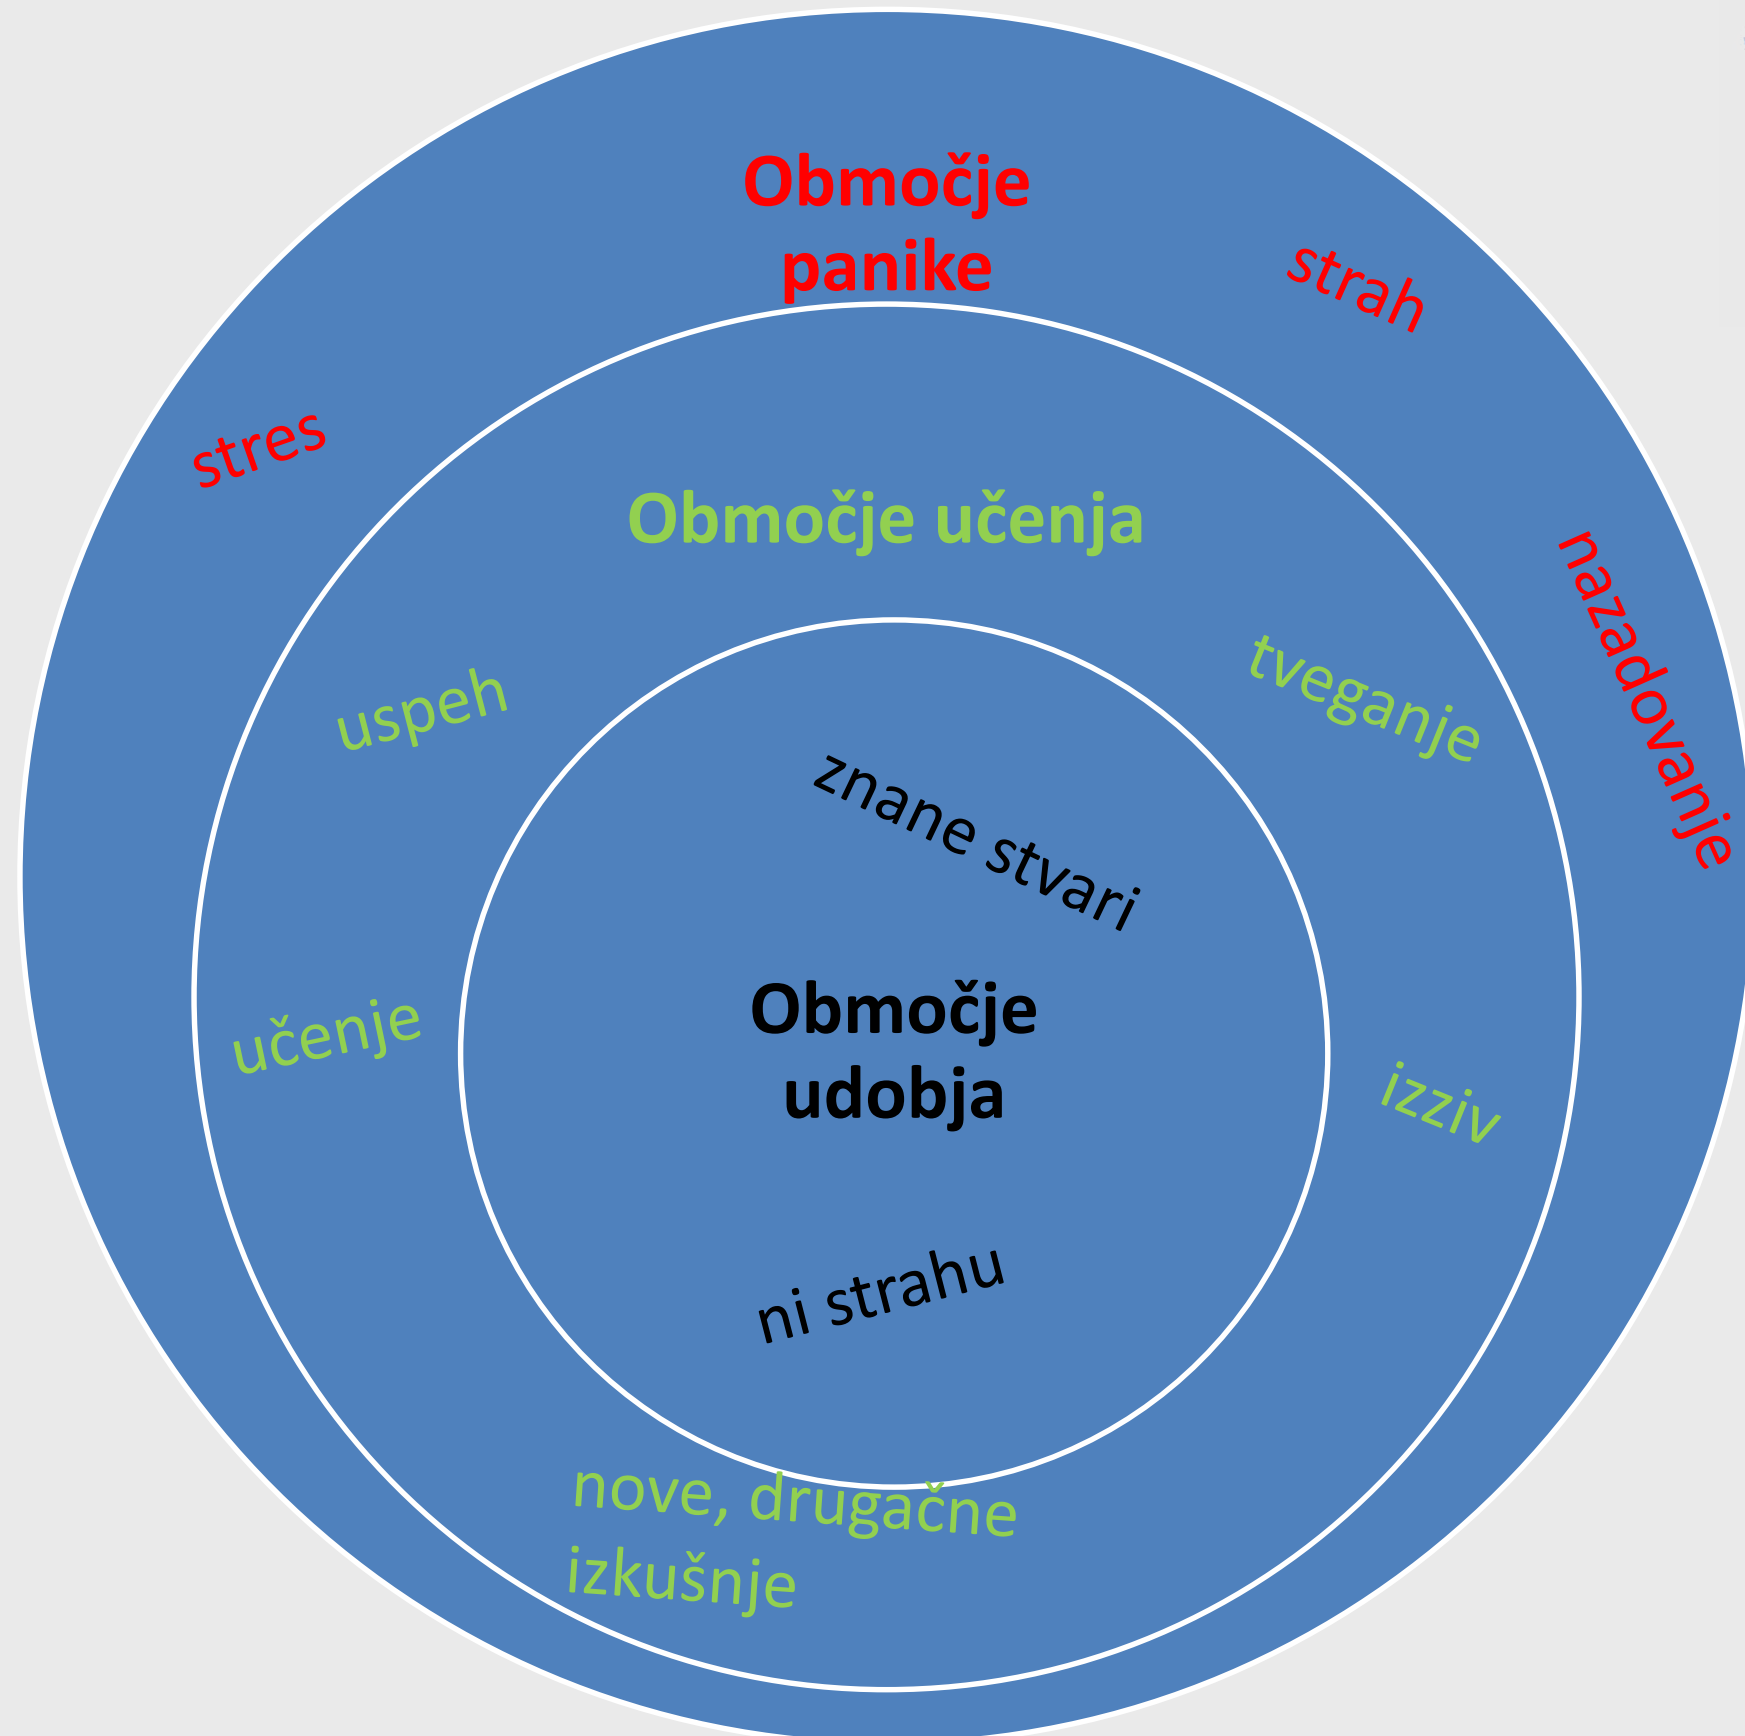 Območje
panike
strah
stres
nazadovanje
Območje učenja
uspeh
tveganje
učenje
izziv
znane stvari
Območje
udobja
ni strahu
nove, drugačne
izkušnje